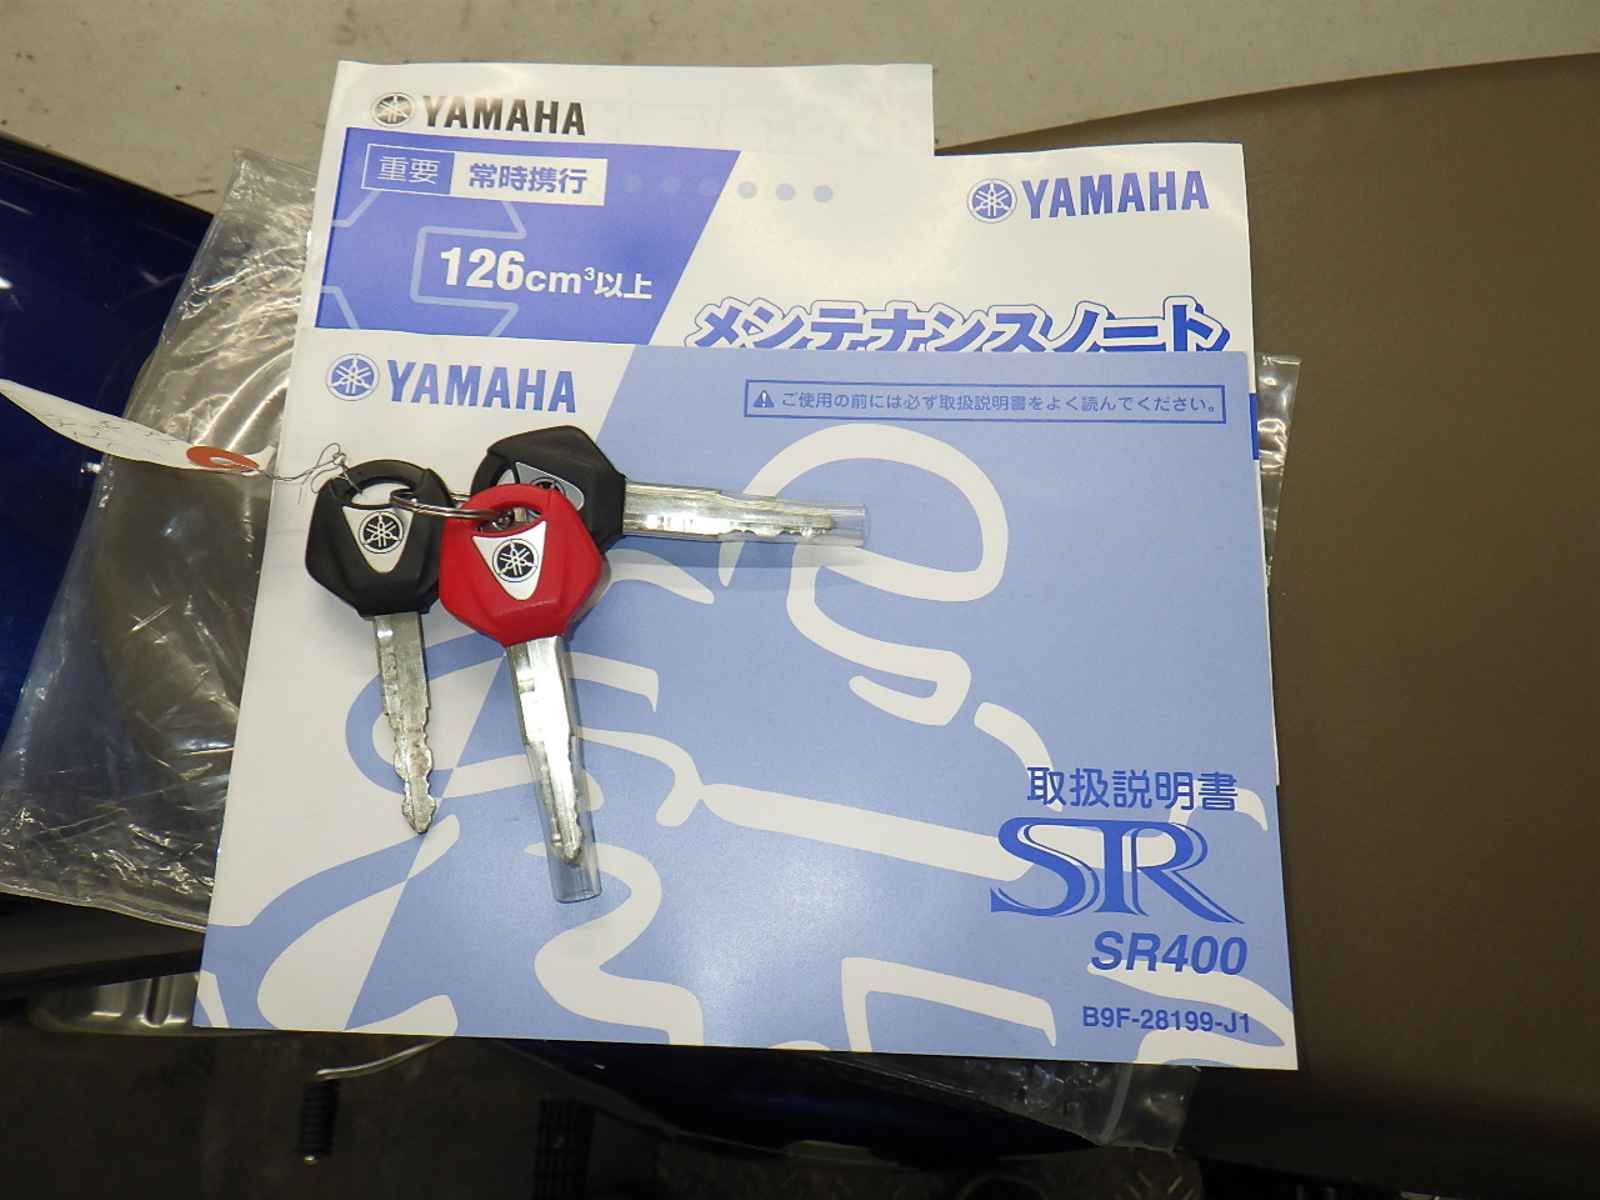 YAMAHA
重要 常時携行
126cm³以上
YAMAHA
メンテナンスノート
YAMAHA
ご使用の前には必ず取扱説明書をよく読んでください。
取扱説明書
SR
SR400
B9F-28199-J1